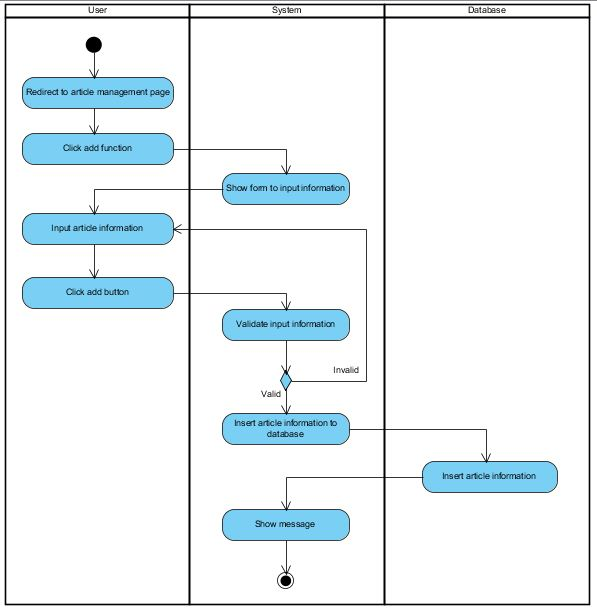 User
System
Database
Redirect to article management page
Click add function
Show form to input information
Input article information
Click add button
Validate input information
Invalid
Valid
Insert article information to
database
Insert article information
Show message